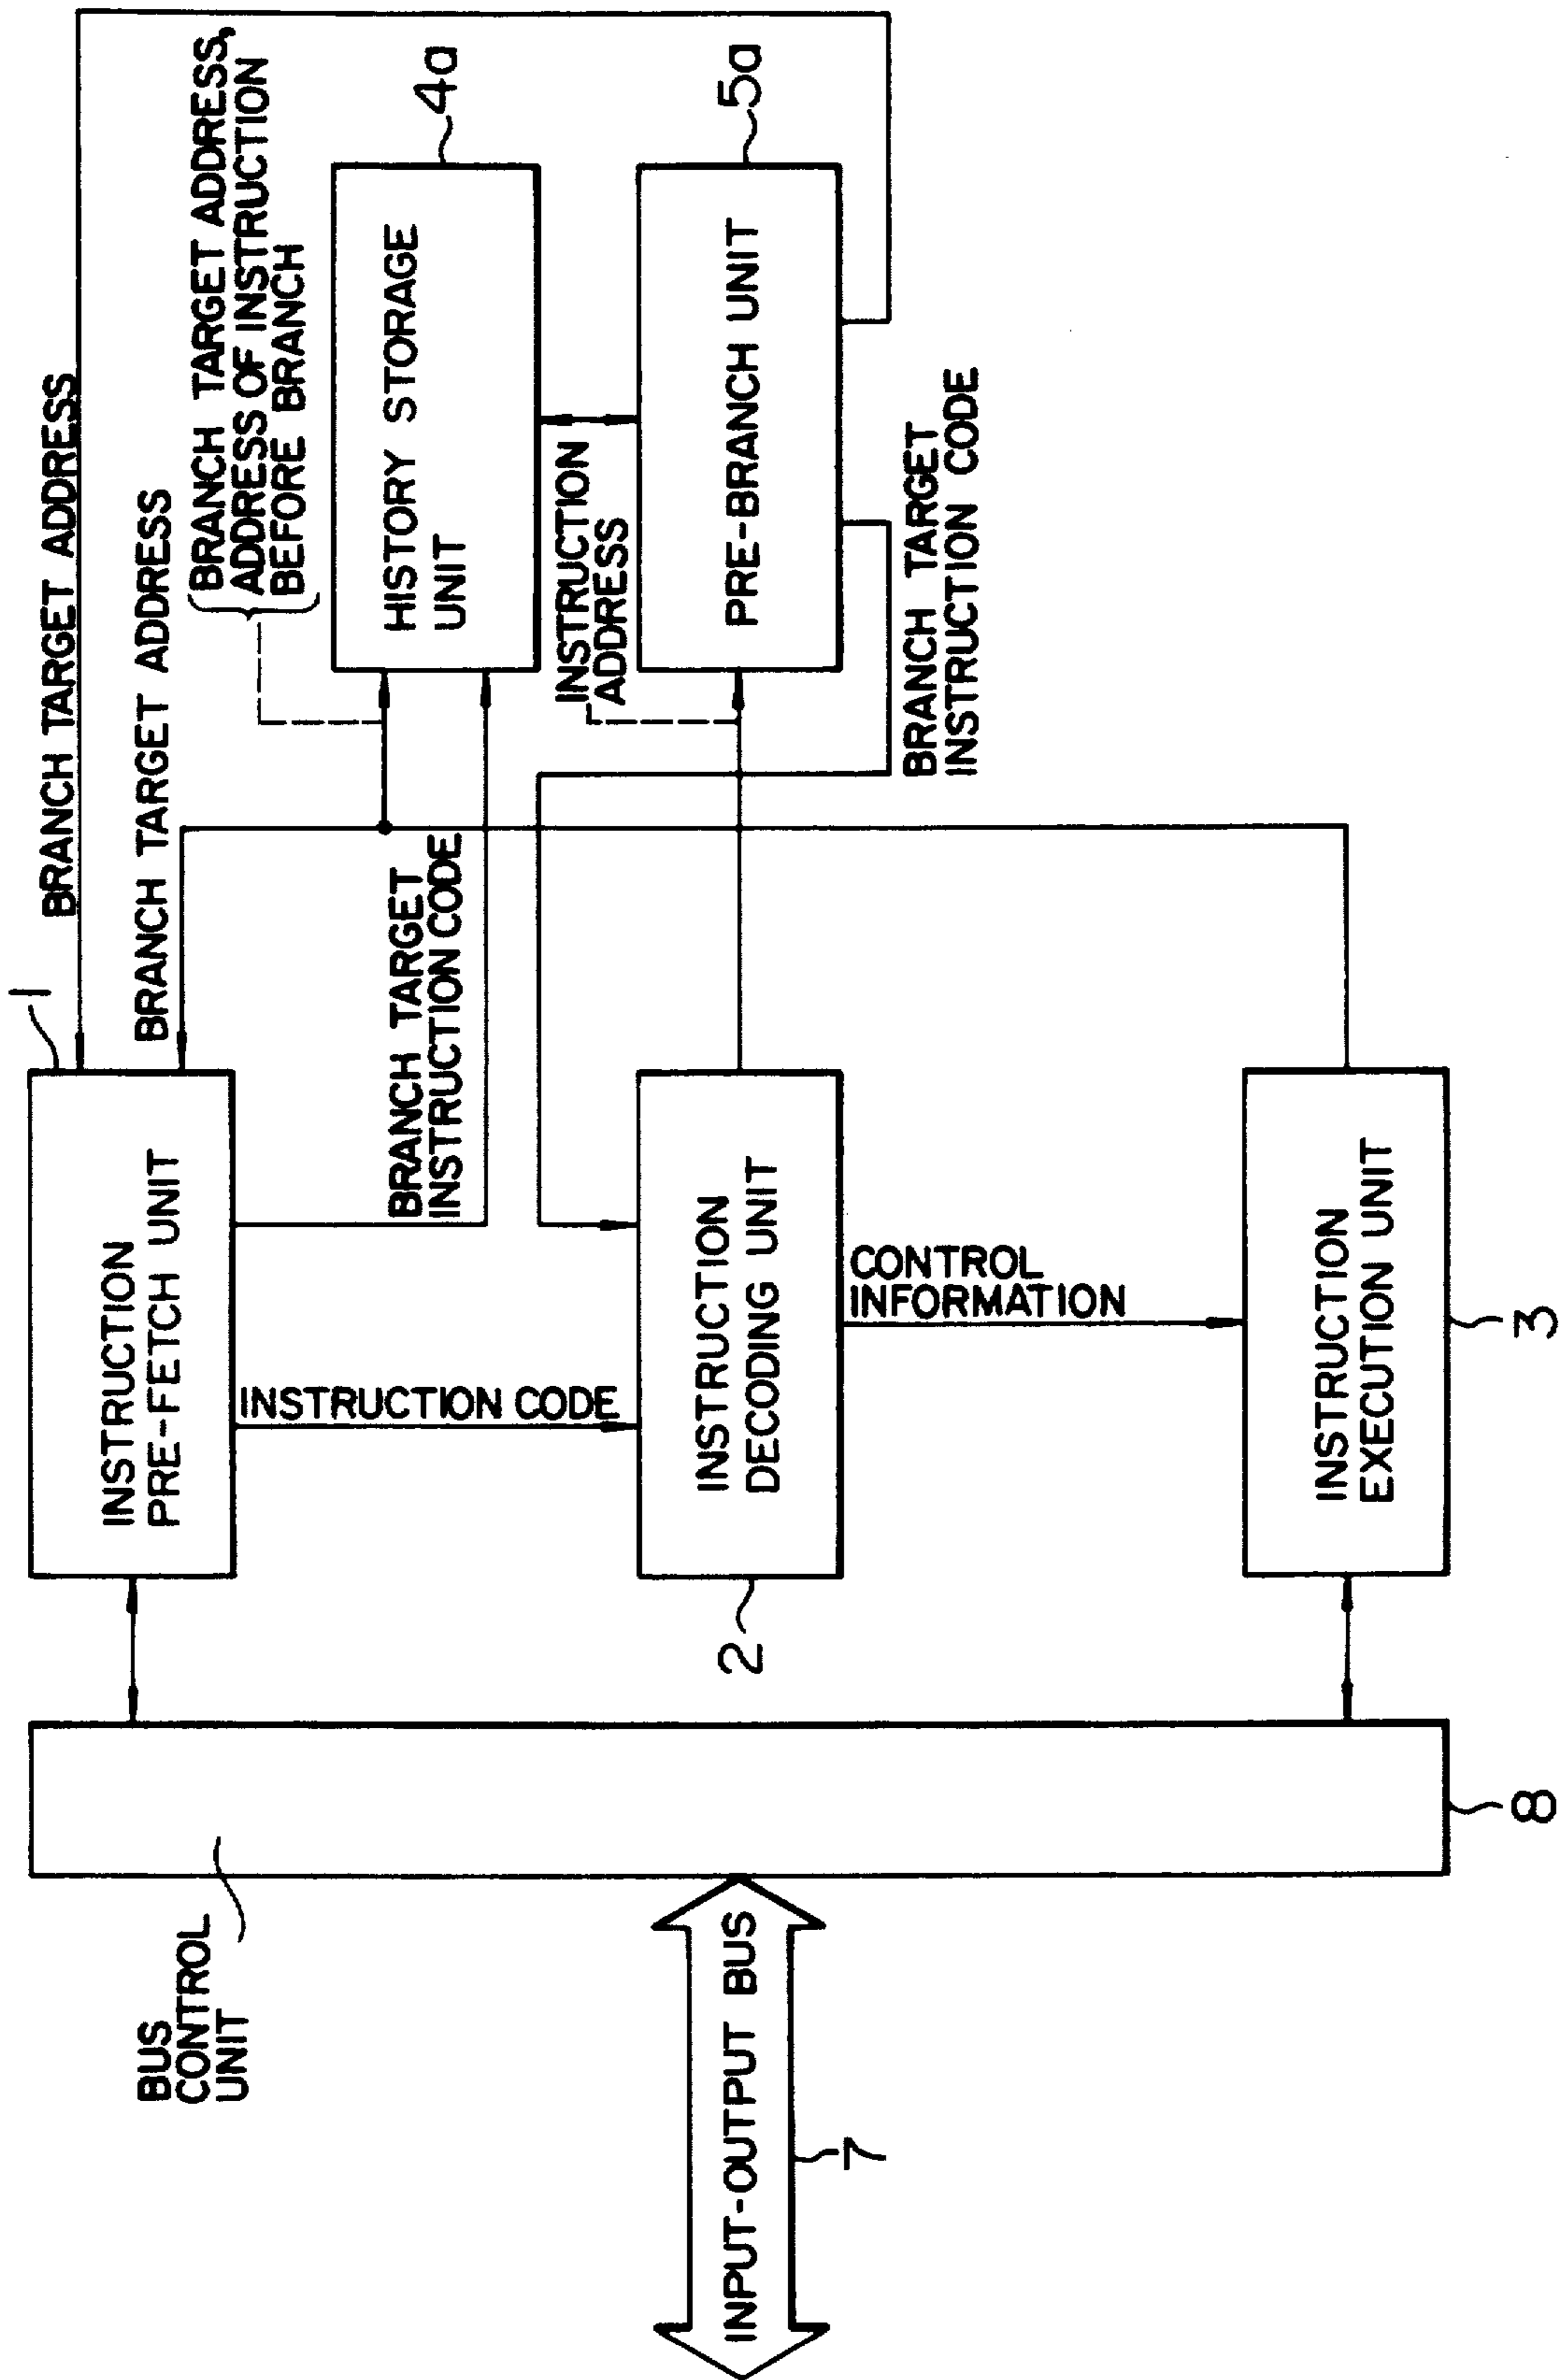 BRANCH TARGET ADDRESS
BRANCH TARGET ADDRESS
BRANCH TARGET ADDRESS,
ADDRESS OF INSTRUCTION
BEFORE BRANCH
1
INSTRUCTION
PRE-FETCH UNIT
HISTORY STORAGE
UNIT
4a
BRANCH TARGET
INSTRUCTION CODE
INSTRUCTION CODE
INSTRUCTION
ADDRESS
BUS
CONTROL
UNIT
INPUT-OUTPUT BUS
7
8
2
INSTRUCTION
DECODING UNIT
PRE-BRANCH UNIT
5a
CONTROL
INFORMATION
BRANCH TARGET
INSTRUCTION CODE
INSTRUCTION
EXECUTION UNIT
3